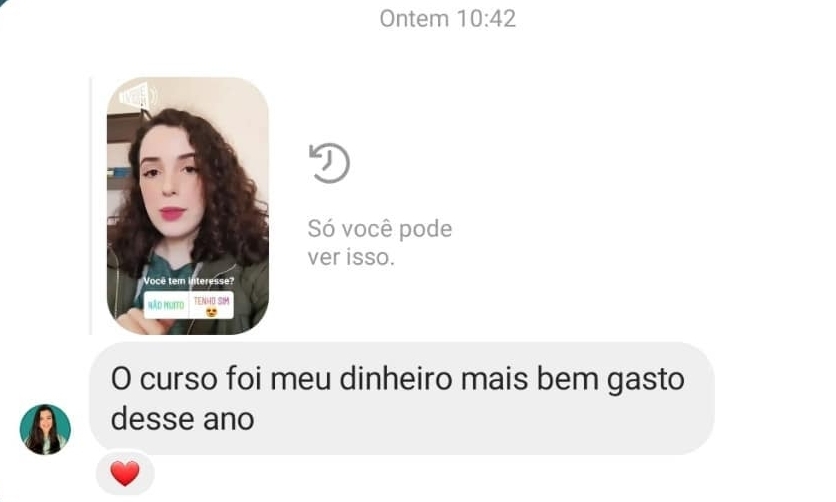 Ontem 10:42
Só você pode
ver isso.
Você tem interesse?
NÃO MUITO
TENHO SIM
O curso foi meu dinheiro mais bem gasto
desse ano